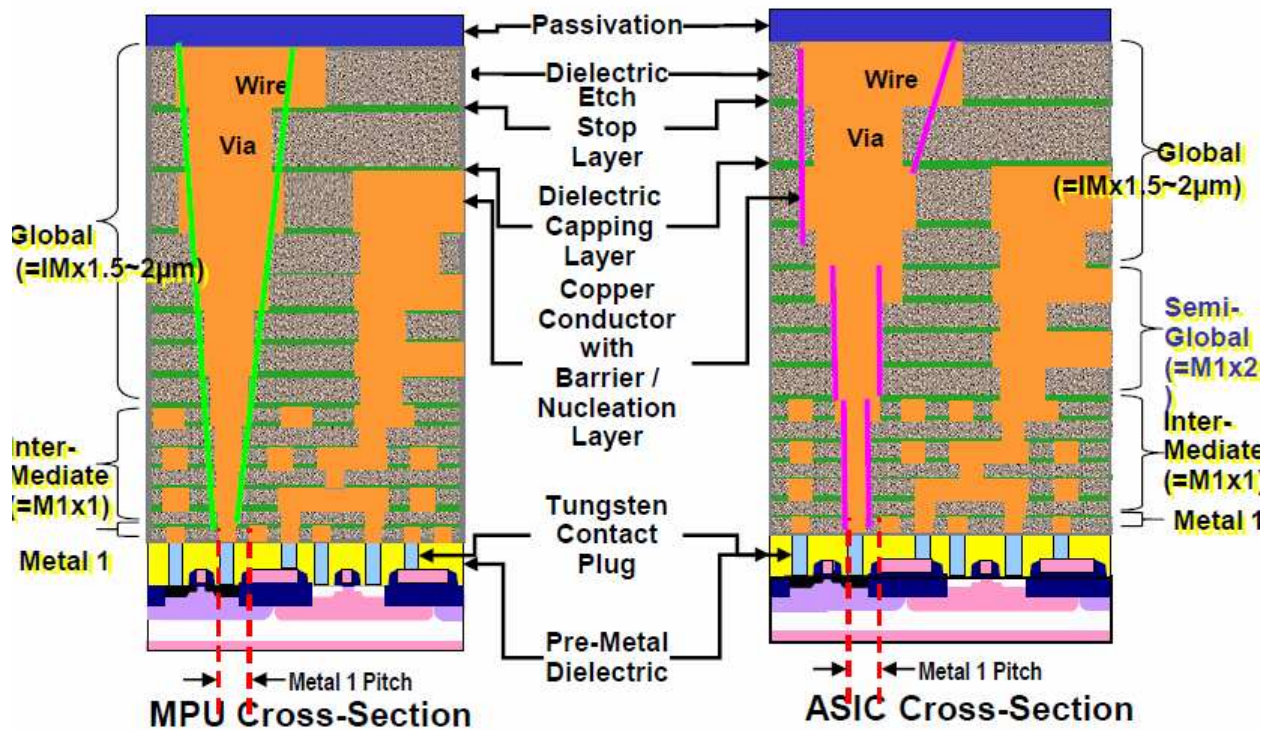 Passivation
Dielectric
Etch
Stop
Layer
Dielectric
Capping
Layer
Copper
Conductor
with
Barrier /
Nucleation
Layer
Tungsten
Contact
Plug
Pre-Metal
Dielectric
Wire
Via
Global
(=IMx1.5~2μm)
Inter-
Mediate
(=M1x1)
Metal 1
Metal 1 Pitch
MPU Cross-Section
Wire
Via
Global
(=IMx1.5~2μm)
Semi-
Global
(=M1x2
)
Inter-
Mediate
(=M1x1)
Metal 1
Metal 1 Pitch
ASIC Cross-Section